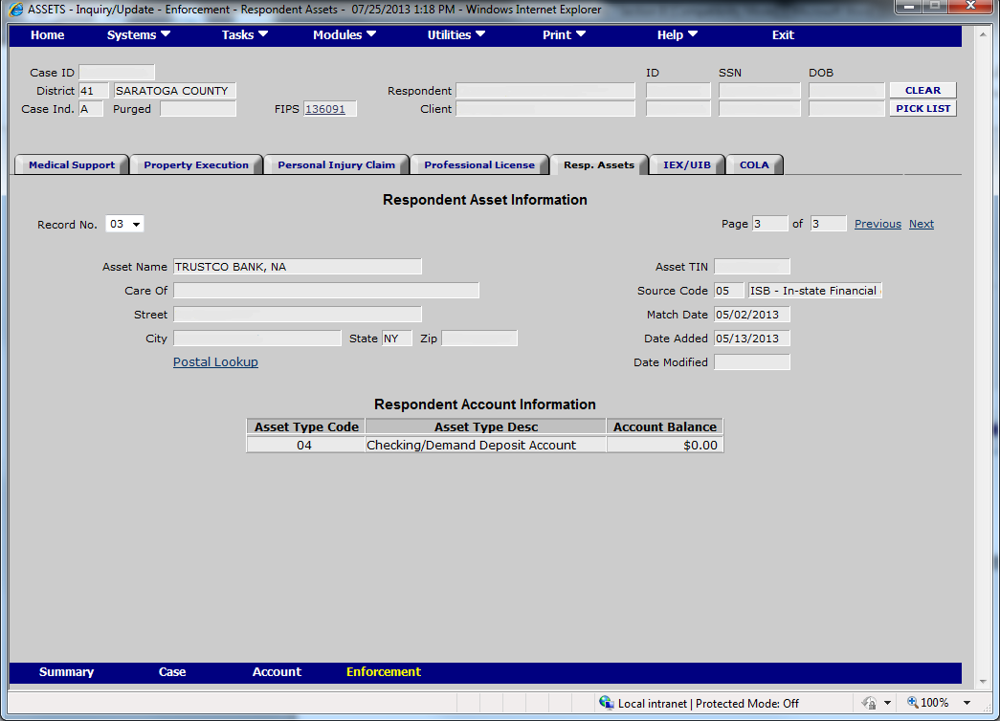 ASSETS - Inquiry/Update - Enforcement - Respondent Assets - 07/25/2013 1:18 PM - Windows Internet Explorer
Home Systems Tasks Modules Utilities Print Help Exit
Case ID ID SSN DOB
District 41 SARATOGA COUNTY Respondent CLEAR
Case Ind. A Purged FIPS 136091 Client PICK LIST
Medical Support Property Execution Personal Injury Claim Professional License Resp. Assets IEX/UIB COLA
Respondent Asset Information
Record No. 03 Page 3 of 3 Previous Next
Asset Name TRUSTCO BANK, NA Asset TIN
Care Of Source Code 05 ISB - In-state Financial
Street Match Date 05/02/2013
City State NY Zip Date Added 05/13/2013
Postal Lookup Date Modified
Respondent Account Information
Asset Type Code Asset Type Desc Account Balance
04 Checking/Demand Deposit Account $0.00
Summary Case Account Enforcement
Local intranet | Protected Mode: Off 100%